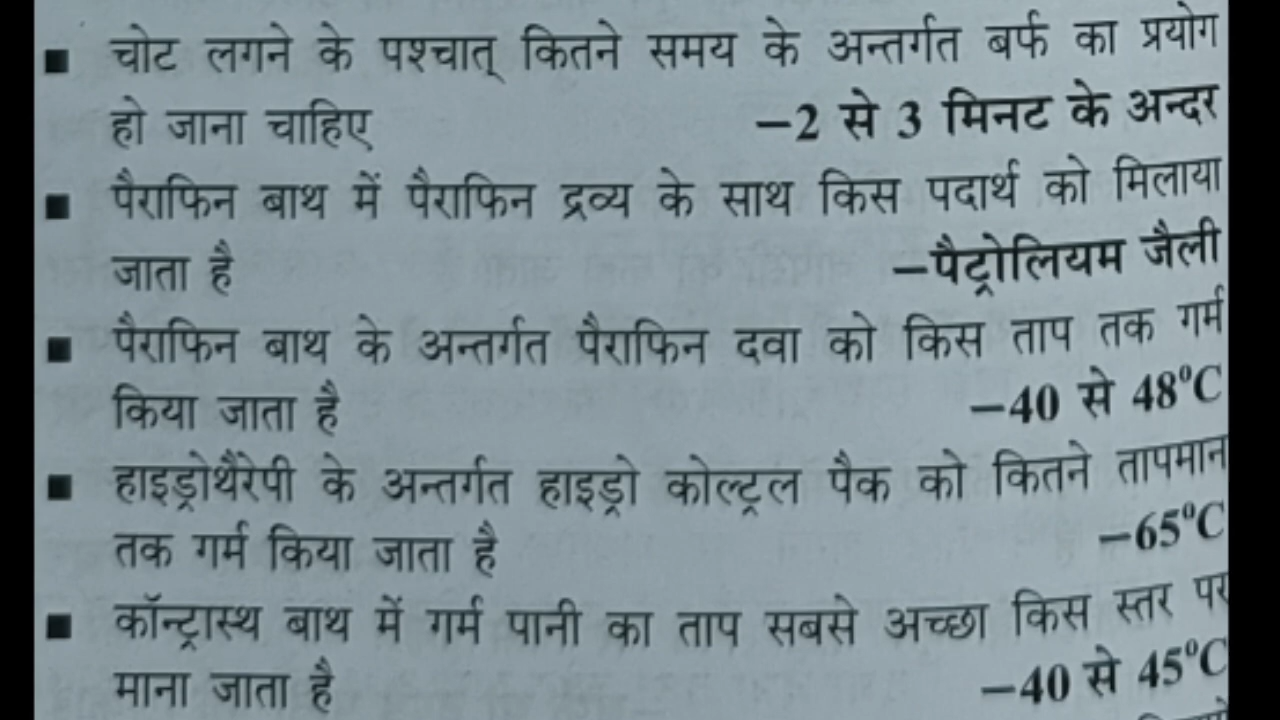 ■ चोट लगने के पश्चात् कितने समय के अन्तर्गत बर्फ का प्रयोग
हो जाना चाहिए –2 से 3 मिनट के अन्दर
■ पैराफिन बाथ में पैराफिन द्रव्य के साथ किस पदार्थ को मिलाया
जाता है –पैट्रोलियम जैली
■ पैराफिन बाथ के अन्तर्गत पैराफिन दवा को किस ताप तक गर्म
किया जाता है –40 से 48°C
■ हाइड्रोथैरेपी के अन्तर्गत हाइड्रो कोल्ट्रल पैक को कितने तापमान
तक गर्म किया जाता है –65°C
■ कॉन्ट्रास्थ बाथ में गर्म पानी का ताप सबसे अच्छा किस स्तर पर
माना जाता है –40 से 45°C